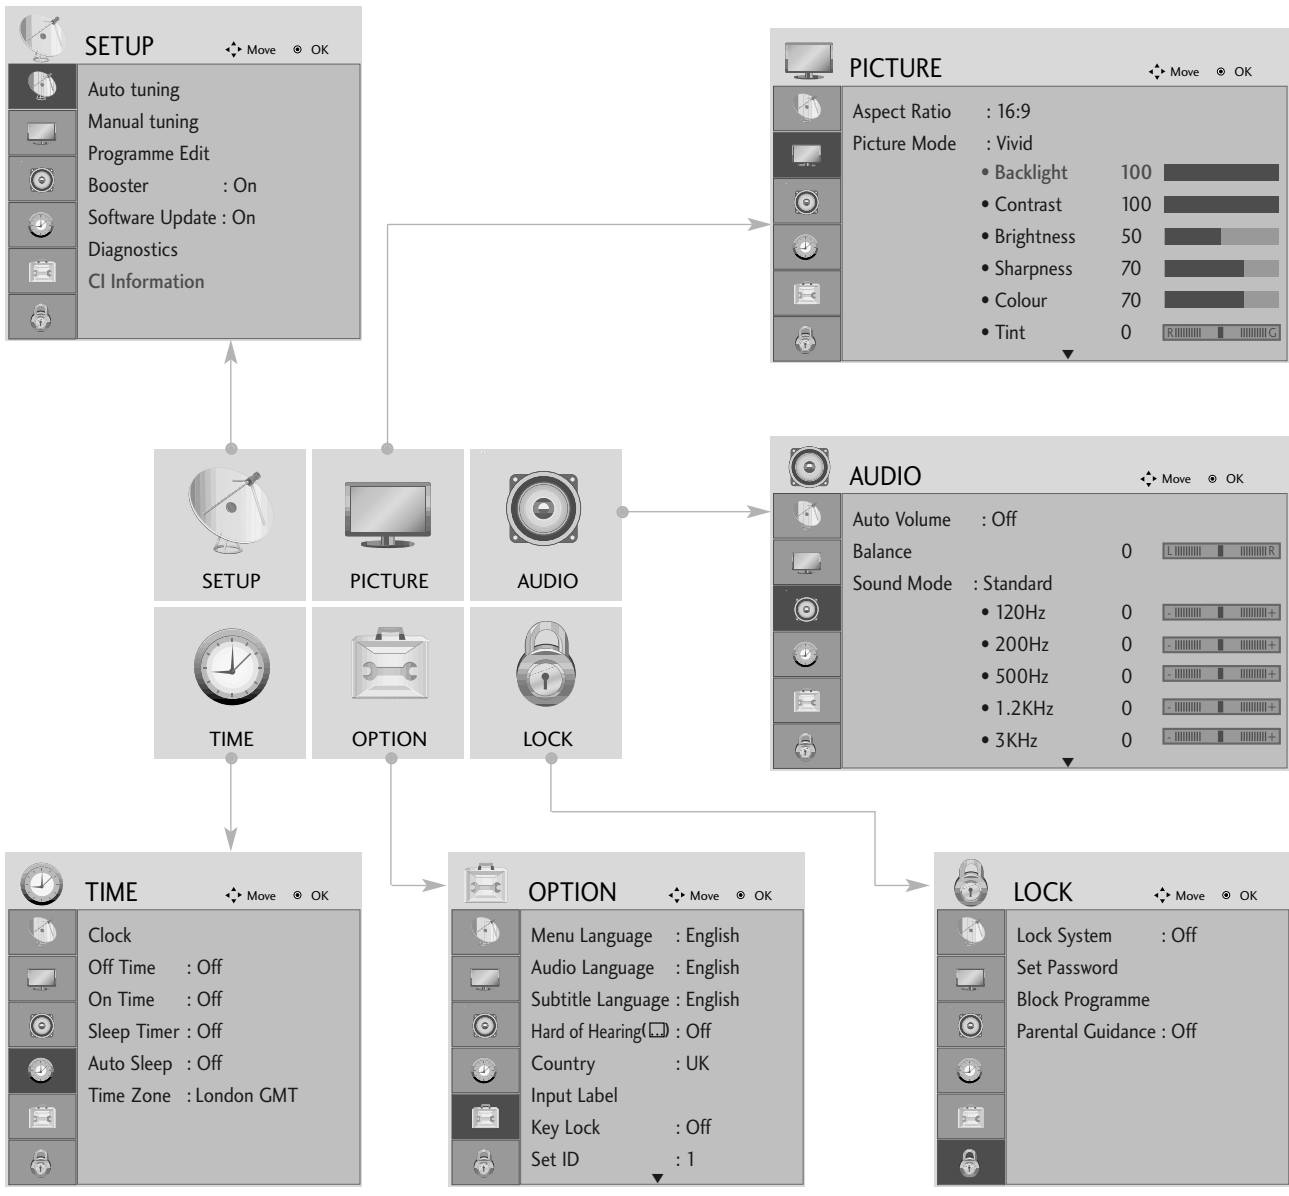 SETUP Move OK
Auto tuning
Manual tuning
Programme Edit
Booster : On
Software Update : On
Diagnostics
CI Information
PICTURE Move OK
Aspect Ratio : 16:9
Picture Mode : Vivid
• Backlight 100
• Contrast 100
• Brightness 50
• Sharpness 70
• Colour 70
• Tint 0 R G
SETUP PICTURE AUDIO
TIME OPTION LOCK
AUDIO Move OK
Auto Volume : Off
Balance 0 L R
Sound Mode : Standard
• 120Hz 0 - +
• 200Hz 0 - +
• 500Hz 0 - +
• 1.2KHz 0 - +
• 3KHz 0 - +
TIME Move OK
Clock
Off Time : Off
On Time : Off
Sleep Timer : Off
Auto Sleep : Off
Time Zone : London GMT
OPTION Move OK
Menu Language : English
Audio Language : English
Subtitle Language : English
Hard of Hearing( ) : Off
Country : UK
Input Label
Key Lock : Off
Set ID : 1
LOCK Move OK
Lock System : Off
Set Password
Block Programme
Parental Guidance : Off